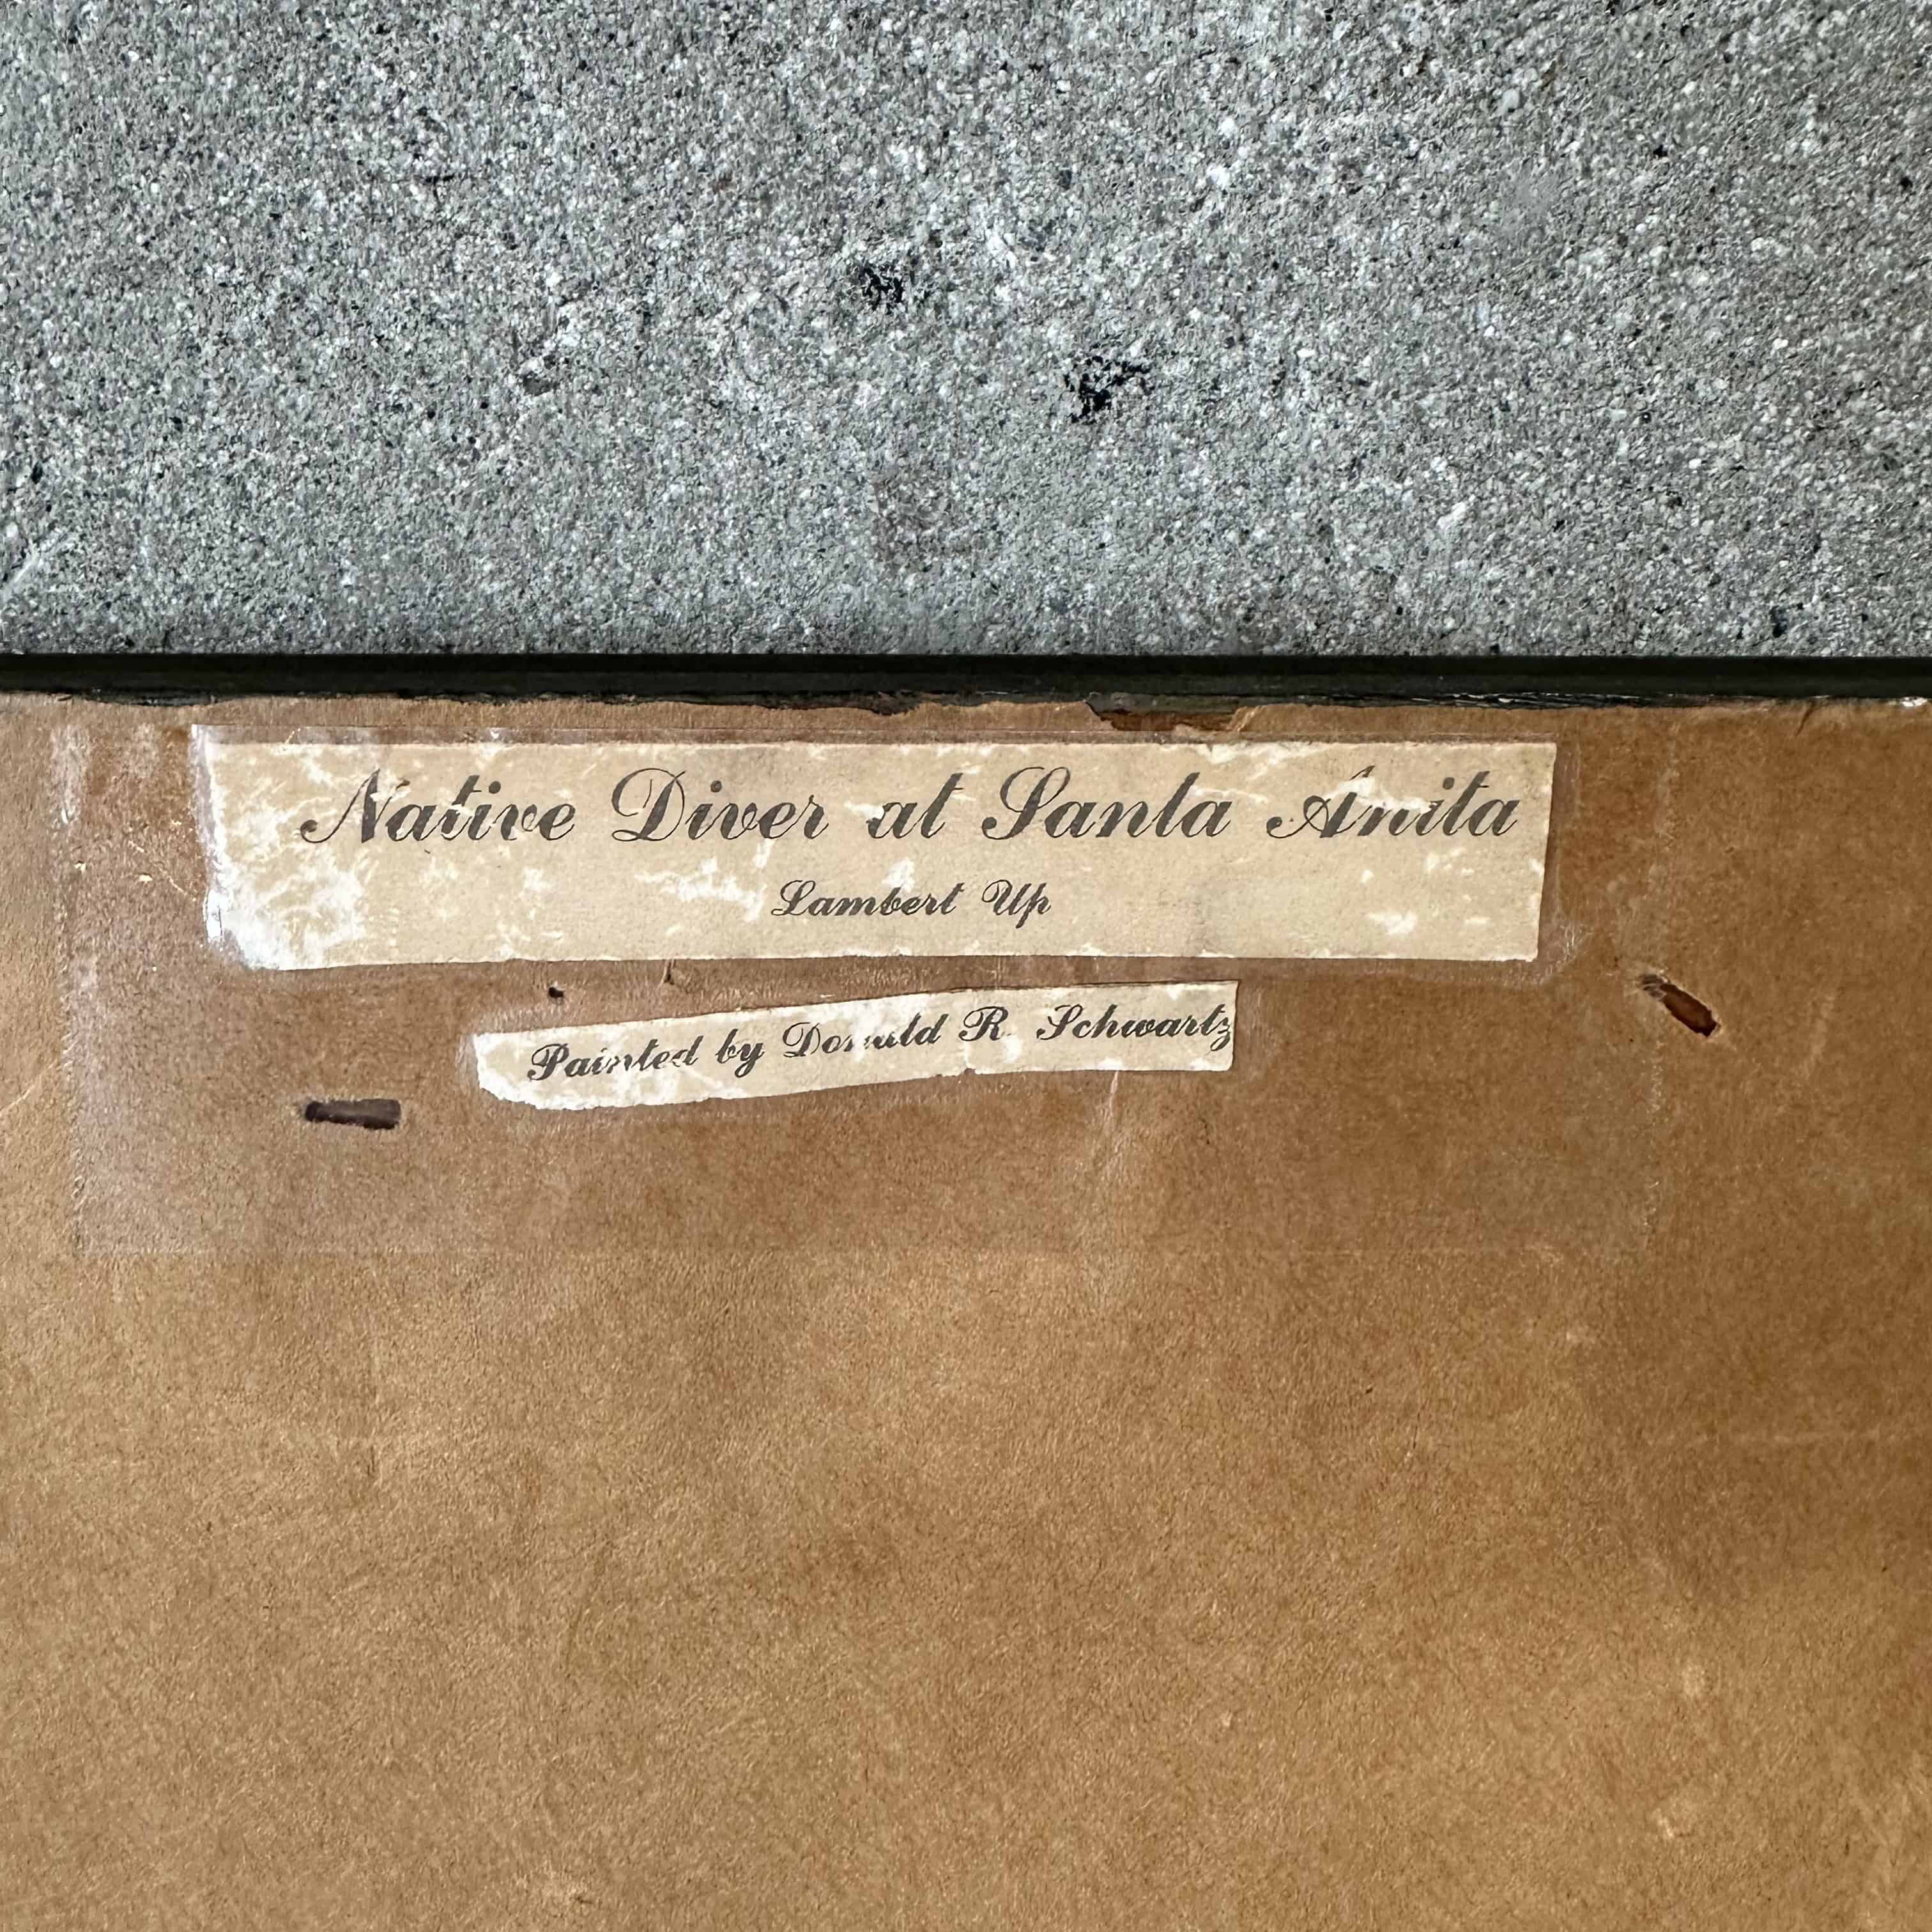 Native Diver at Santa Anita
Lambert Up
Painted by Donald R. Schwartz